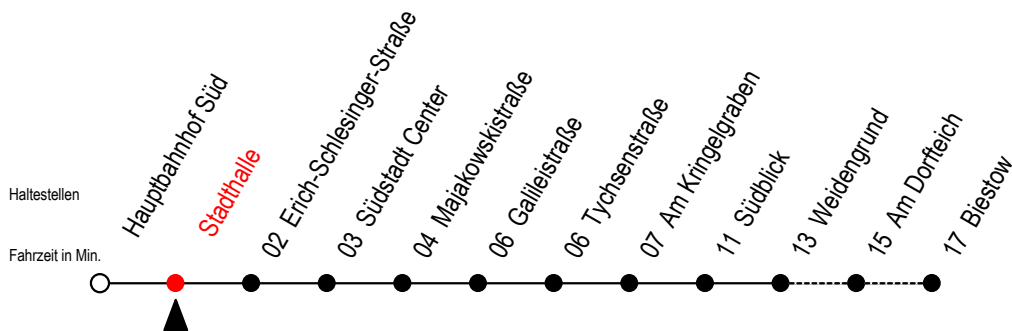 Haltestellen
Fahrzeit in Min.
Hauptbahnhof Süd
Stadthalle
02 Erich-Schlesinger-Straße
03 Südstadt Center
04 Majakowskistraße
06 Galileistraße
06 Tychsenstraße
07 Am Kringelgraben
11 Südblick
13 Weidengrund
15 Am Dorfteich
17 Biestow